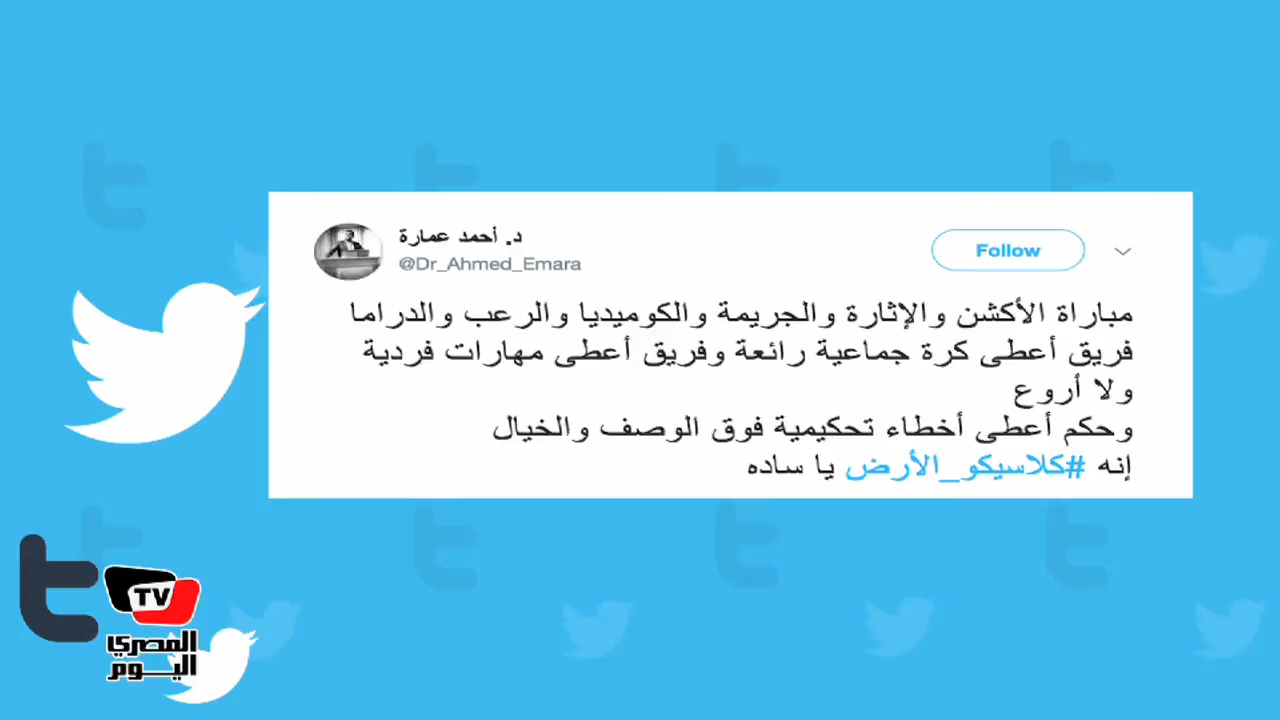 د. أحمد عمارة
@Dr_Ahmed_Emara
Follow
مباراة الأكشن والإثارة والجريمة والكوميديا والرعب والدراما
فريق أعطى كرة جماعية رائعة وفريق أعطى مهارات فردية
ولا أروع
وحكم أعطى أخطاء تحكيمية فوق الوصف والخيال
إنه #كلاسيكو_الأرض يا ساده
TV
المصري
اليوم